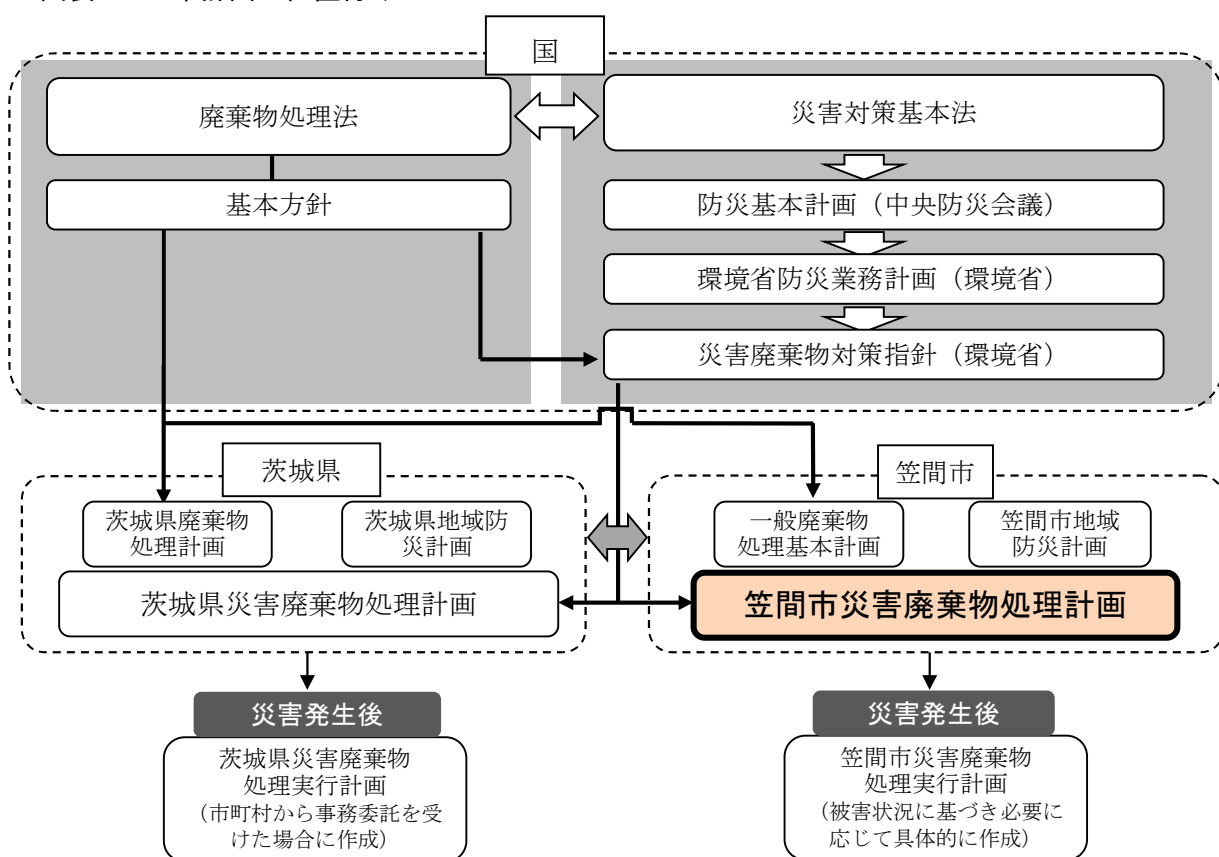 国
廃棄物処理法
災害対策基本法
基本方針
防災基本計画（中央防災会議）
環境省防災業務計画（環境省）
災害廃棄物対策指針（環境省）
茨城県
笠間市
茨城県廃棄物
処理計画
茨城県地域防
災計画
一般廃棄物
処理基本計画
笠間市地域
防災計画
茨城県災害廃棄物処理計画
笠間市災害廃棄物処理計画
災害発生後
茨城県災害廃棄物
処理実行計画
（市町村から事務委託を受
けた場合に作成）
災害発生後
笠間市災害廃棄物
処理実行計画
（被害状況に基づき必要に
応じて具体的に作成）